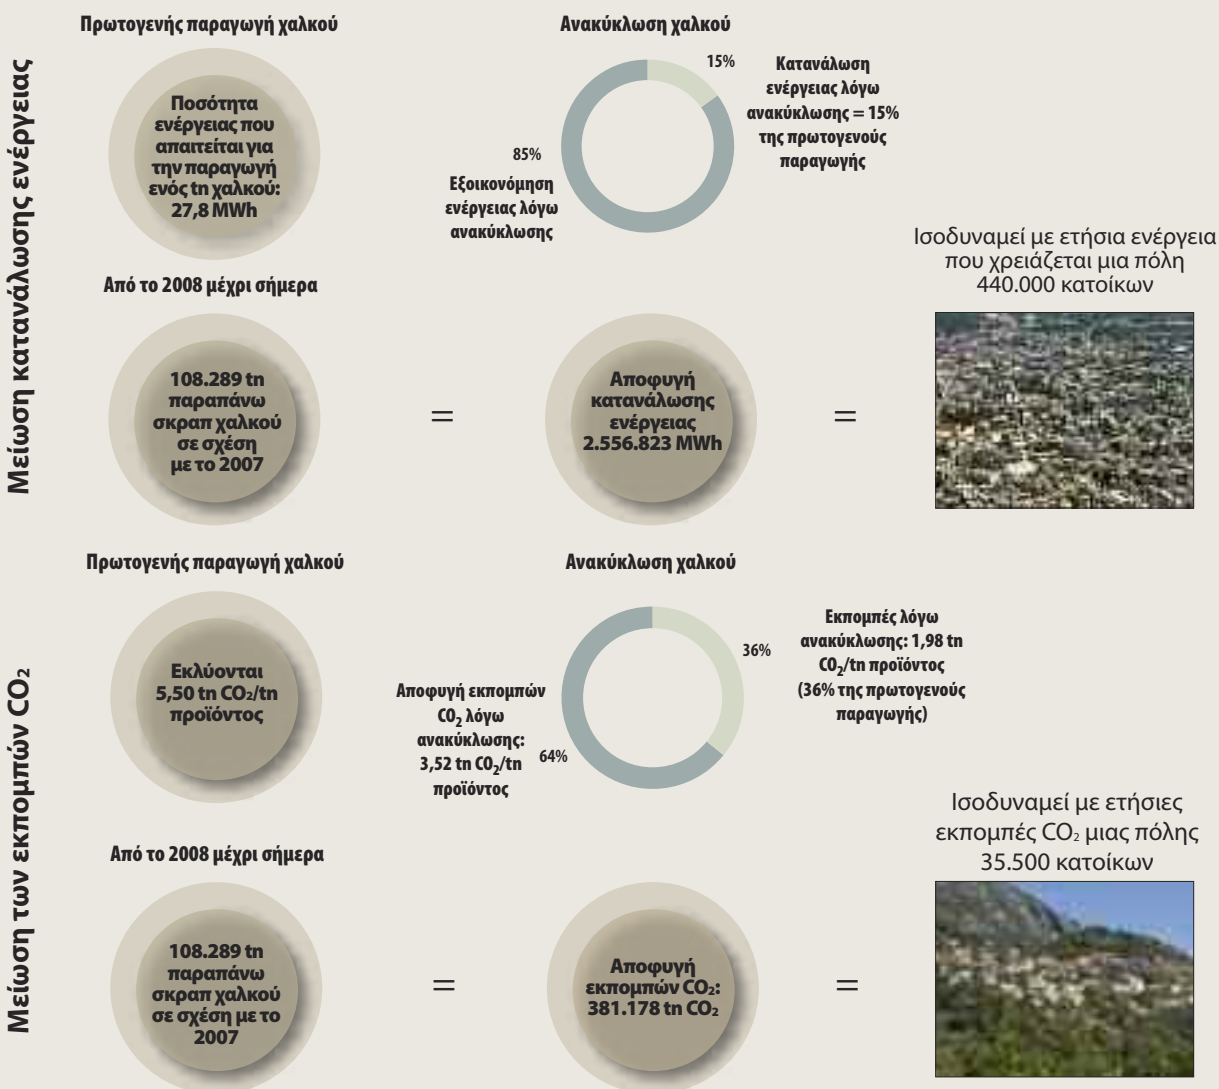 Μείωση κατανάλωσης ενέργειας
Πρωτογενής παραγωγή χαλκού
Ποσότητα
ενέργειας που
απαιτείται για
την παραγωγή
ενός tn χαλκού:
27,8 MWh
Ανακύκλωση χαλκού
15%
Κατανάλωση
ενέργειας λόγω
ανακύκλωσης = 15%
της πρωτογενούς
παραγωγής
85%
Εξοικονόμηση
ενέργειας λόγω
ανακύκλωσης
Από το 2008 μέχρι σήμερα
108.289 tn
παραπάνω
σκραπ χαλκού
σε σχέση
με το 2007
=
Αποφυγή
κατανάλωσης
ενέργειας
2.556.823 MWh
=
Ισοδυναμεί με ετήσια ενέργεια
που χρειάζεται μια πόλη
440.000 κατοίκων
Μείωση των εκπομπών CO₂
Πρωτογενής παραγωγή χαλκού
Εκλύονται
5,50 tn CO₂/tn
προϊόντος
Ανακύκλωση χαλκού
36%
Εκπομπές λόγω
ανακύκλωσης: 1,98 tn
CO₂/tn προϊόντος
(36% της πρωτογενούς
παραγωγής)
Αποφυγή εκπομπών
CO₂ λόγω
ανακύκλωσης:
3,52 tn CO₂/tn
προϊόντος
64%
Από το 2008 μέχρι σήμερα
108.289 tn
παραπάνω
σκραπ χαλκού
σε σχέση με το
2007
=
Αποφυγή
εκπομπών CO₂:
381.178 tn CO₂
=
Ισοδυναμεί με ετήσιες
εκπομπές CO₂ μιας πόλης
35.500 κατοίκων